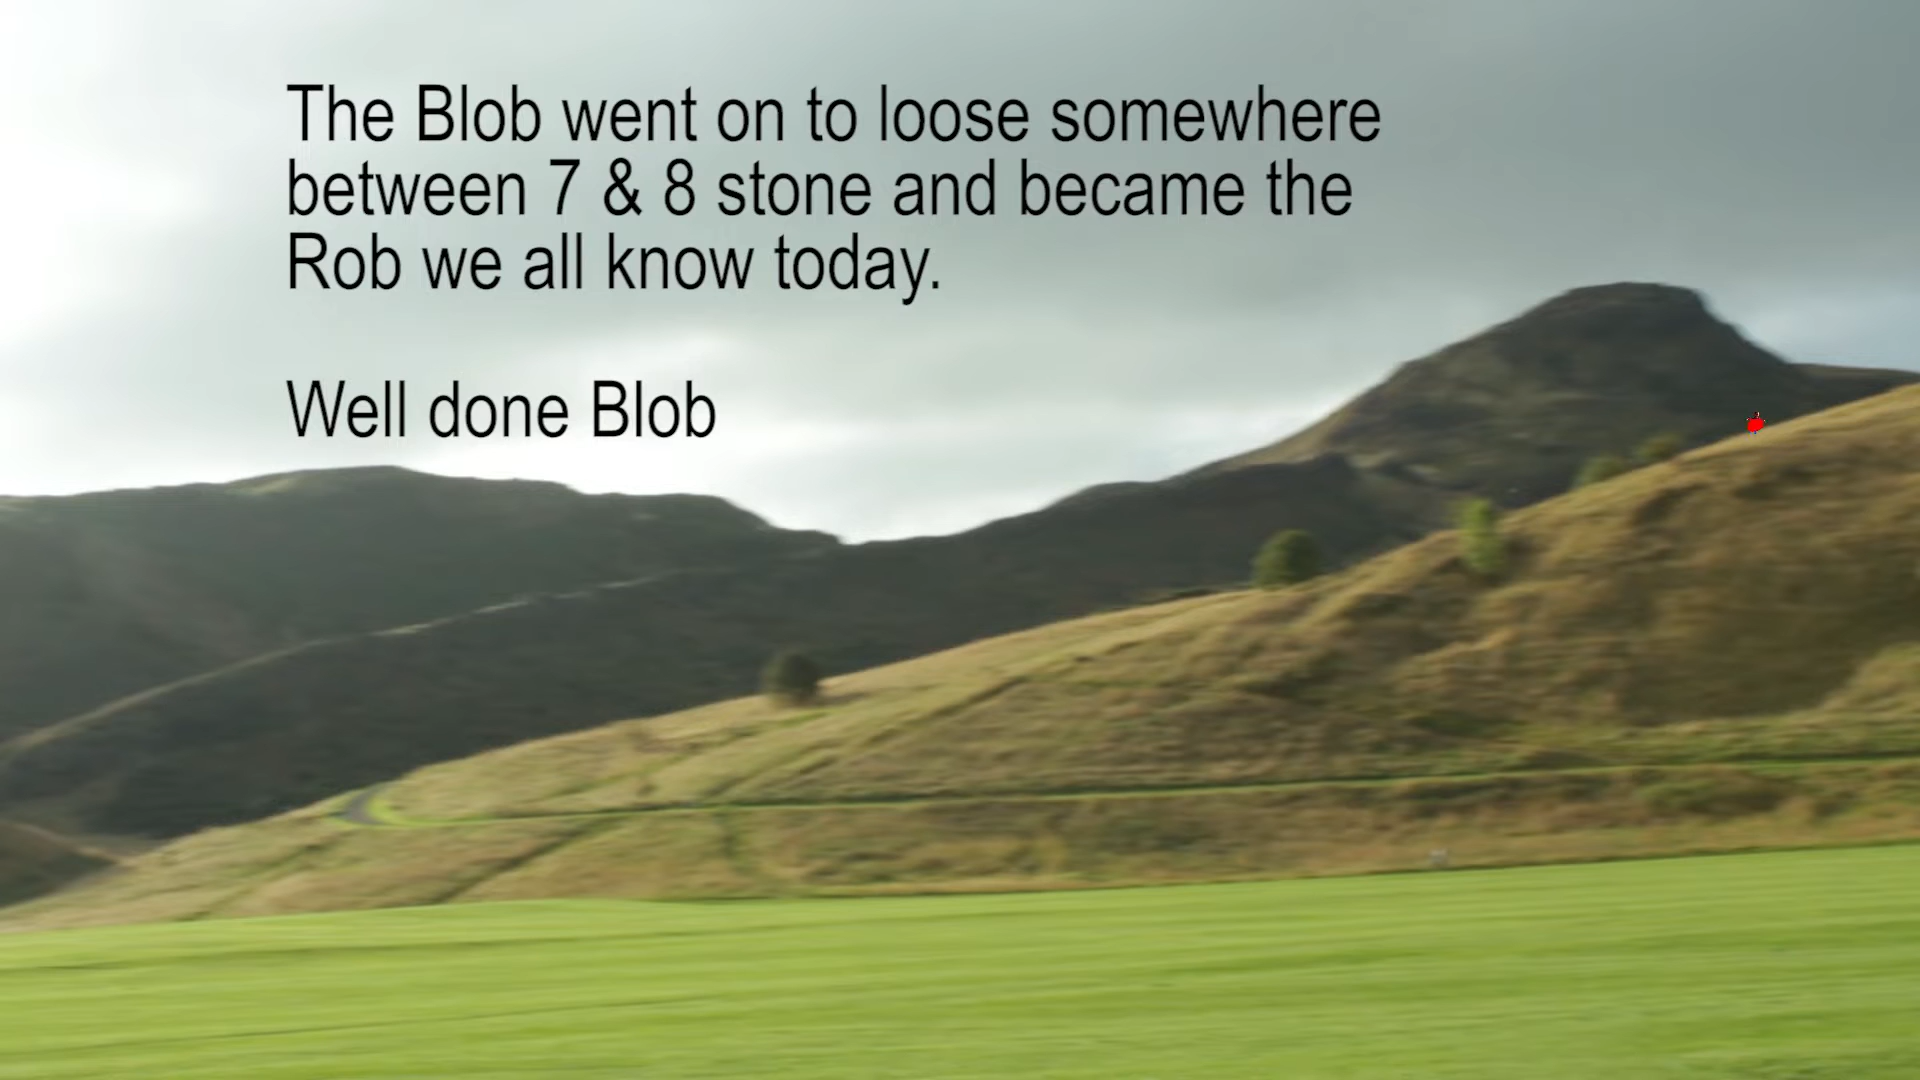 The Blob went on to loose somewhere
between 7 & 8 stone and became the
Rob we all know today.
Well done Blob